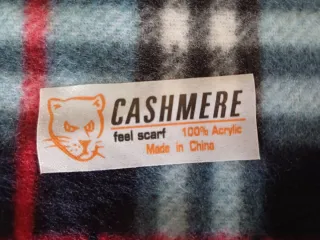 CASHMERE
feel scarf 100% Acrylic
Made in China